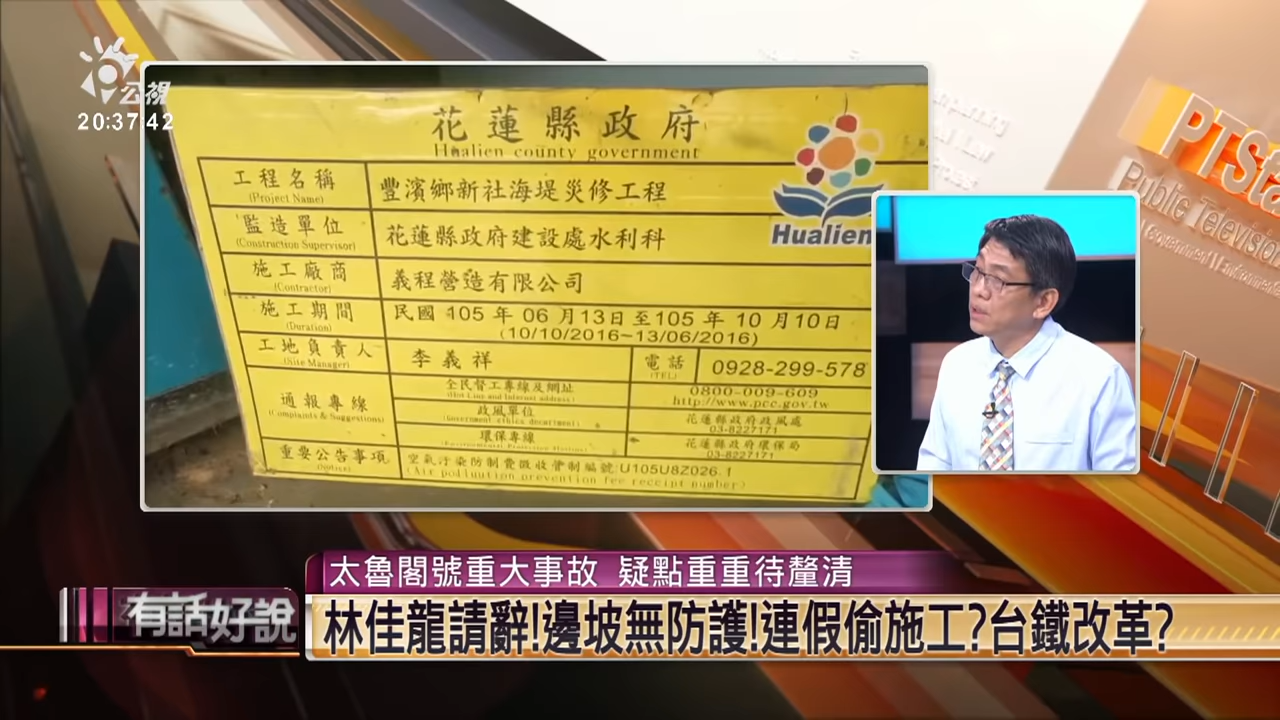 公視
20:37:42
花蓮縣政府
Hualien county government
工程名稱
(Project Name)
豐濱鄉新社海堤災修工程
Hualien
監造單位
(Construction Supervisor)
花蓮縣政府建設處水利科
施工廠商
(Contractor)
義程營造有限公司
施工期間
(Duration)
民國 105 年 06 月 13日 至105 年 10 月 10日
(10/10/2016~13/06/2016)
工地負責人
(Site Manager)
李義祥
電話
(TEL)
0928-299-578
通報專線
(Complaints & Suggestions)
全民督工專線及網址
(Hot Line and Internet address)
0800-009-609
http://www.pcc.gov.tw
政風單位
花蓮縣政府政風處
03-8227171
環保專線
花蓮縣政府環保局
03-8227171
重要公告事項
(Notice)
空氣汙染防制費徵收管制編號:U105U8Z026.1
(Air polluution prevention fee receipt number)
PTS
Public Television
太魯閣號重大事故 疑點重重待釐清
有話好說
林佳龍請辭!邊坡無防護!連假偷施工?台鐵改革?